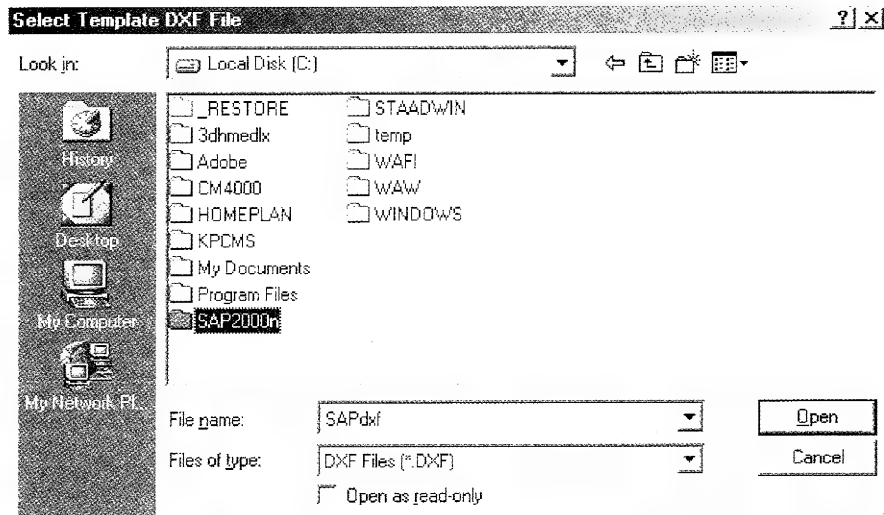 Select Template DXF File
Look in: Local Disk (C:)
History
Desktop
My Computer
My Network Pl...
_RESTORE
3dhmedlx
Adobe
CM4000
HOMEPLAN
KPCMS
My Documents
Program Files
SAP2000n
STAADWIN
temp
WAFI
WAW
WINDOWS
File name: SAPdxf Open
Files of type: DXF Files (*.DXF) Cancel
Open as read-only